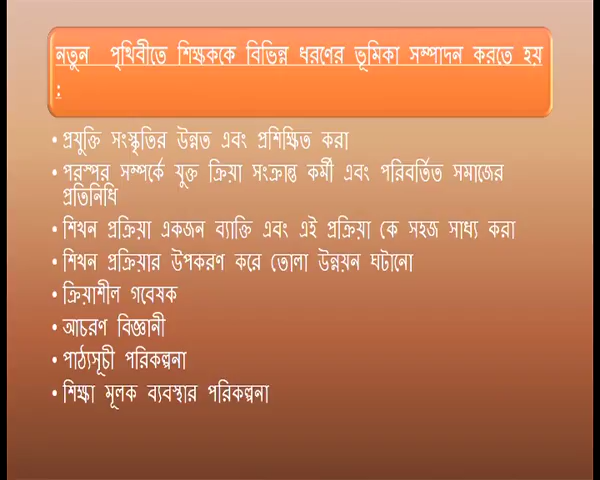 নতুন পৃথিবীতে শিক্ষককে বিভিন্ন ধরণের ভূমিকা সম্পাদন করতে হয়
:
• প্রযুক্তি সংস্কৃতির উন্নত এবং প্রশিক্ষিত করা
• পরস্পর সম্পর্কে যুক্ত ক্রিয়া সংক্রান্ত কর্মী এবং পরিবর্তিত সমাজের
প্রতিনিধি
• শিখন প্রক্রিয়া একজন ব্যাক্তি এবং এই প্রক্রিয়া কে সহজ সাধ্য করা
• শিখন প্রক্রিয়ার উপকরণ করে তোলা উন্নয়ন ঘটানো
• ক্রিয়াশীল গবেষক
• আচরণ বিজ্ঞানী
• পাঠ্যসূচী পরিকল্পনা
• শিক্ষা মূলক ব্যবস্থার পরিকল্পনা